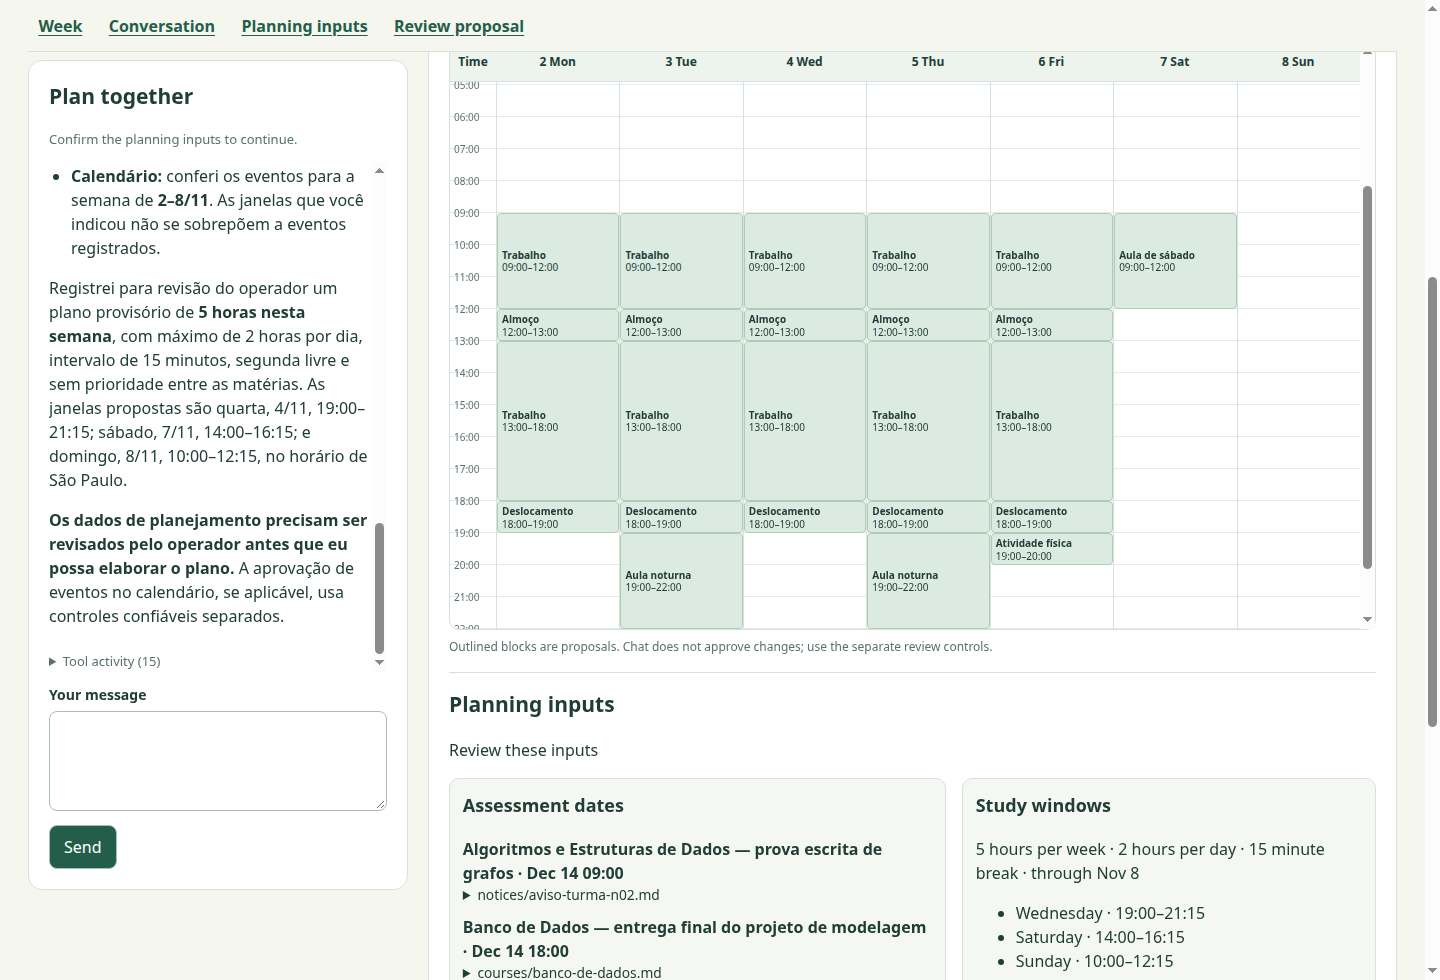 Week Conversation Planning inputs Review proposal
Plan together
Confirm the planning inputs to continue.
• Calendário: conferi os eventos para a
semana de 2–8/11. As janelas que você
indicou não se sobrepõem a eventos
registrados.
Registrei para revisão do operador um
plano provisório de 5 horas nesta
semana, com máximo de 2 horas por dia,
intervalo de 15 minutos, segunda livre e
sem prioridade entre as matérias. As
janelas propostas são quarta, 4/11, 19:00–
21:15; sábado, 7/11, 14:00–16:15; e
domingo, 8/11, 10:00–12:15, no horário de
São Paulo.
Os dados de planejamento precisam ser
revisados pelo operador antes que eu
possa elaborar o plano. A aprovação de
eventos no calendário, se aplicável, usa
controles confiáveis separados.
Tool activity (15)
Your message
Send
Time 2 Mon 3 Tue 4 Wed 5 Thu 6 Fri 7 Sat 8 Sun
05:00
06:00
07:00
08:00
09:00
10:00
Trabalho Trabalho Trabalho Trabalho Trabalho Aula de sábado
09:00–12:00 09:00–12:00 09:00–12:00 09:00–12:00 09:00–12:00 09:00–12:00
11:00
12:00
Almoço Almoço Almoço Almoço Almoço
12:00–13:00 12:00–13:00 12:00–13:00 12:00–13:00 12:00–13:00
13:00
14:00
15:00
Trabalho Trabalho Trabalho Trabalho Trabalho
13:00–18:00 13:00–18:00 13:00–18:00 13:00–18:00 13:00–18:00
16:00
17:00
18:00
Deslocamento Deslocamento Deslocamento Deslocamento Deslocamento
18:00–19:00 18:00–19:00 18:00–19:00 18:00–19:00 18:00–19:00
19:00
Atividade física
19:00–20:00
20:00
Aula noturna Aula noturna
19:00–22:00 19:00–22:00
21:00
22:00
Outlined blocks are proposals. Chat does not approve changes; use the separate review controls.
Planning inputs
Review these inputs
Assessment dates
Algoritmos e Estruturas de Dados — prova escrita de
grafos · Dec 14 09:00
notices/aviso-turma-n02.md
Banco de Dados — entrega final do projeto de modelagem
· Dec 14 18:00
courses/banco-de-dados.md
Study windows
5 hours per week · 2 hours per day · 15 minute
break · through Nov 8
• Wednesday · 19:00–21:15
• Saturday · 14:00–16:15
• Sunday · 10:00–12:15